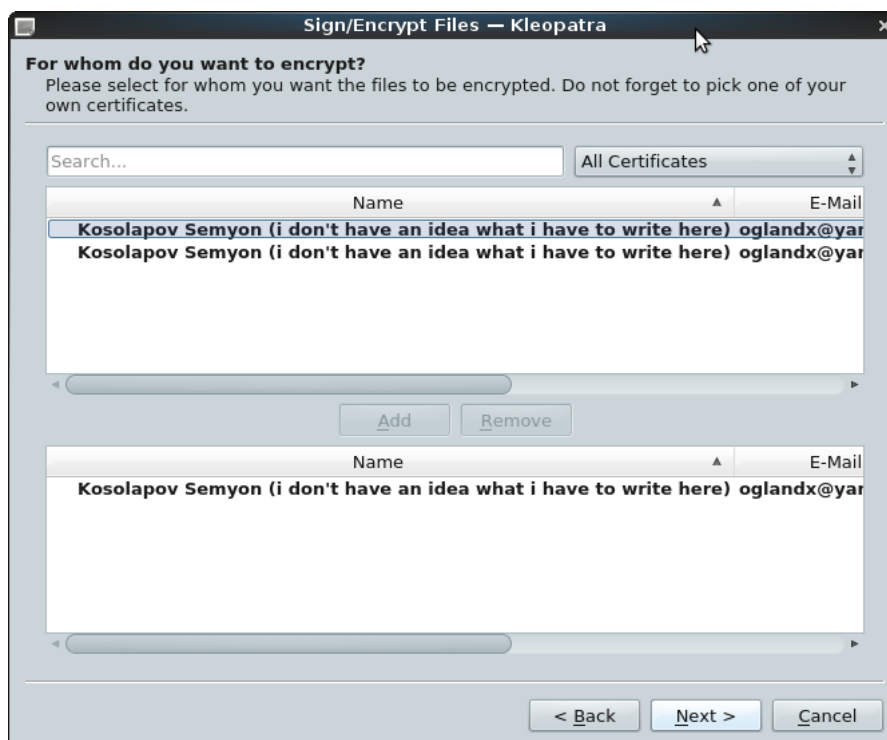 Sign/Encrypt Files — Kleopatra
For whom do you want to encrypt?
Please select for whom you want the files to be encrypted. Do not forget to pick one of your
own certificates.
Search... All Certificates
Name E-Mail
Kosolapov Semyon (i don't have an idea what i have to write here) oglandx@yan
Kosolapov Semyon (i don't have an idea what i have to write here) oglandx@yan
Add Remove
Name E-Mail
Kosolapov Semyon (i don't have an idea what i have to write here) oglandx@yan
< Back Next > Cancel